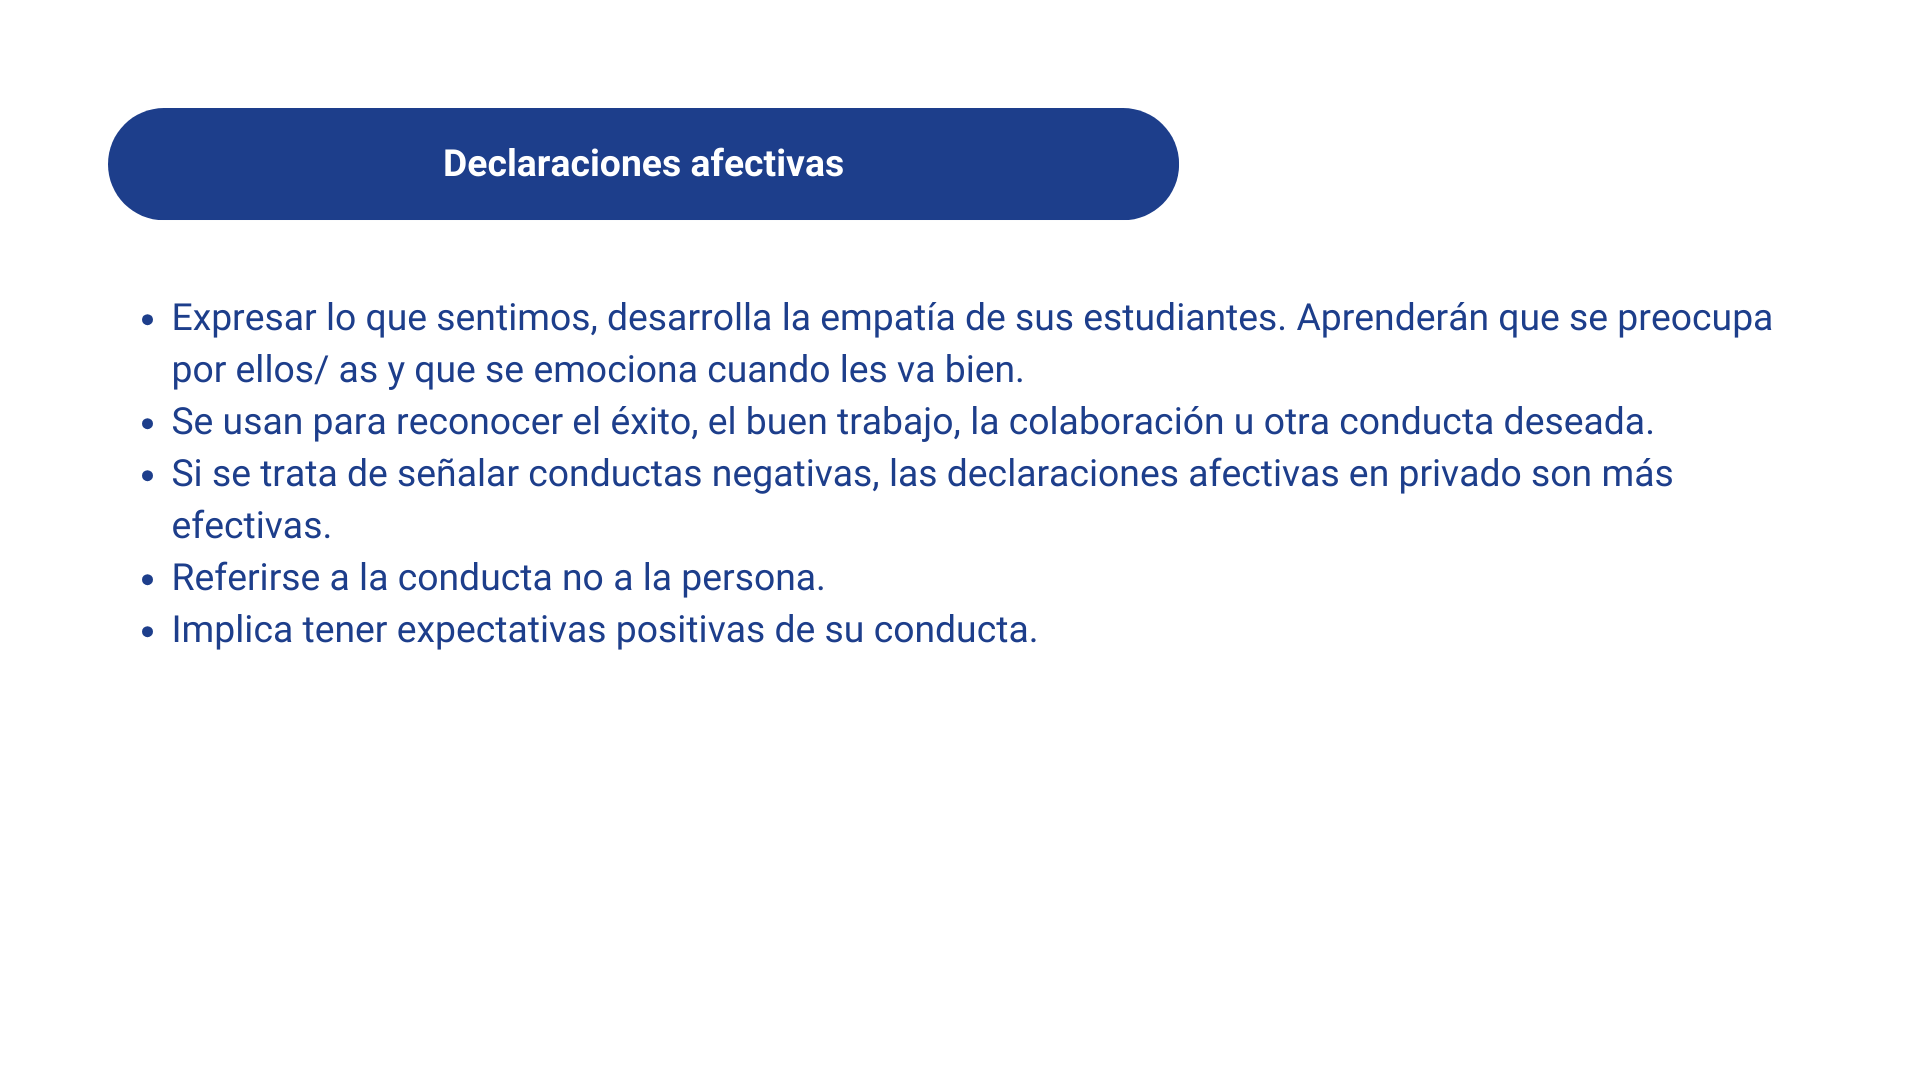 Declaraciones afectivas
• Expresar lo que sentimos, desarrolla la empatía de sus estudiantes. Aprenderán que se preocupa
por ellos/ as y que se emociona cuando les va bien.
• Se usan para reconocer el éxito, el buen trabajo, la colaboración u otra conducta deseada.
• Si se trata de señalar conductas negativas, las declaraciones afectivas en privado son más
efectivas.
• Referirse a la conducta no a la persona.
• Implica tener expectativas positivas de su conducta.